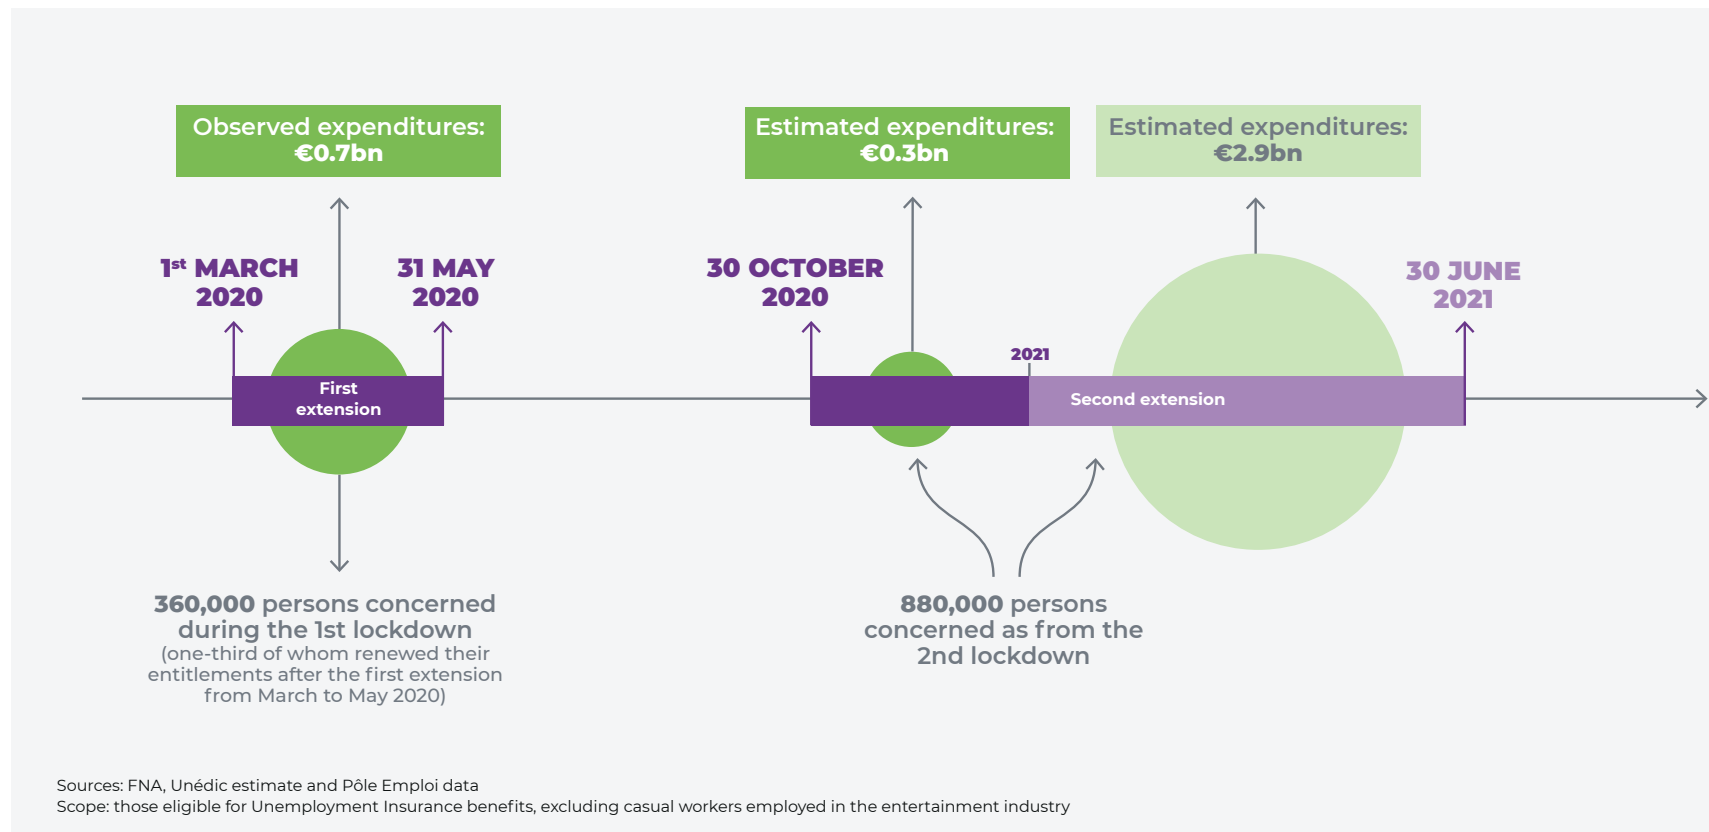 Observed expenditures:
€0.7bn
Estimated expenditures:
€0.3bn
Estimated expenditures:
€2.9bn
1st MARCH
2020
31 MAY
2020
30 OCTOBER
2020
2021
30 JUNE
2021
First
extension
Second extension
360,000 persons concerned
during the 1st lockdown
(one-third of whom renewed their
entitlements after the first extension
from March to May 2020)
880,000 persons
concerned as from the
2nd lockdown
Sources: FNA, Unédic estimate and Pôle Emploi data
Scope: those eligible for Unemployment Insurance benefits, excluding casual workers employed in the entertainment industry